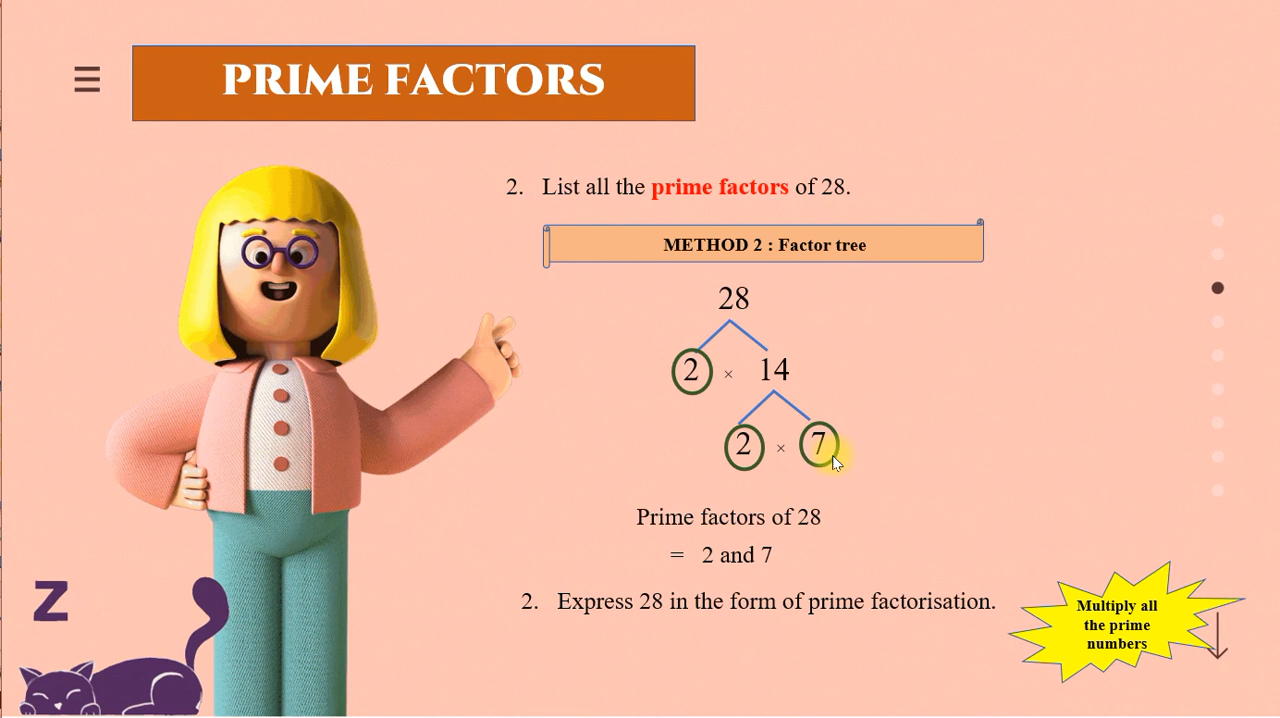 PRIME FACTORS
2. List all the prime factors of 28.
METHOD 2 : Factor tree
28
2 × 14
2 × 7
Prime factors of 28
= 2 and 7
2. Express 28 in the form of prime factorisation.
Multiply all
the prime
numbers
Z